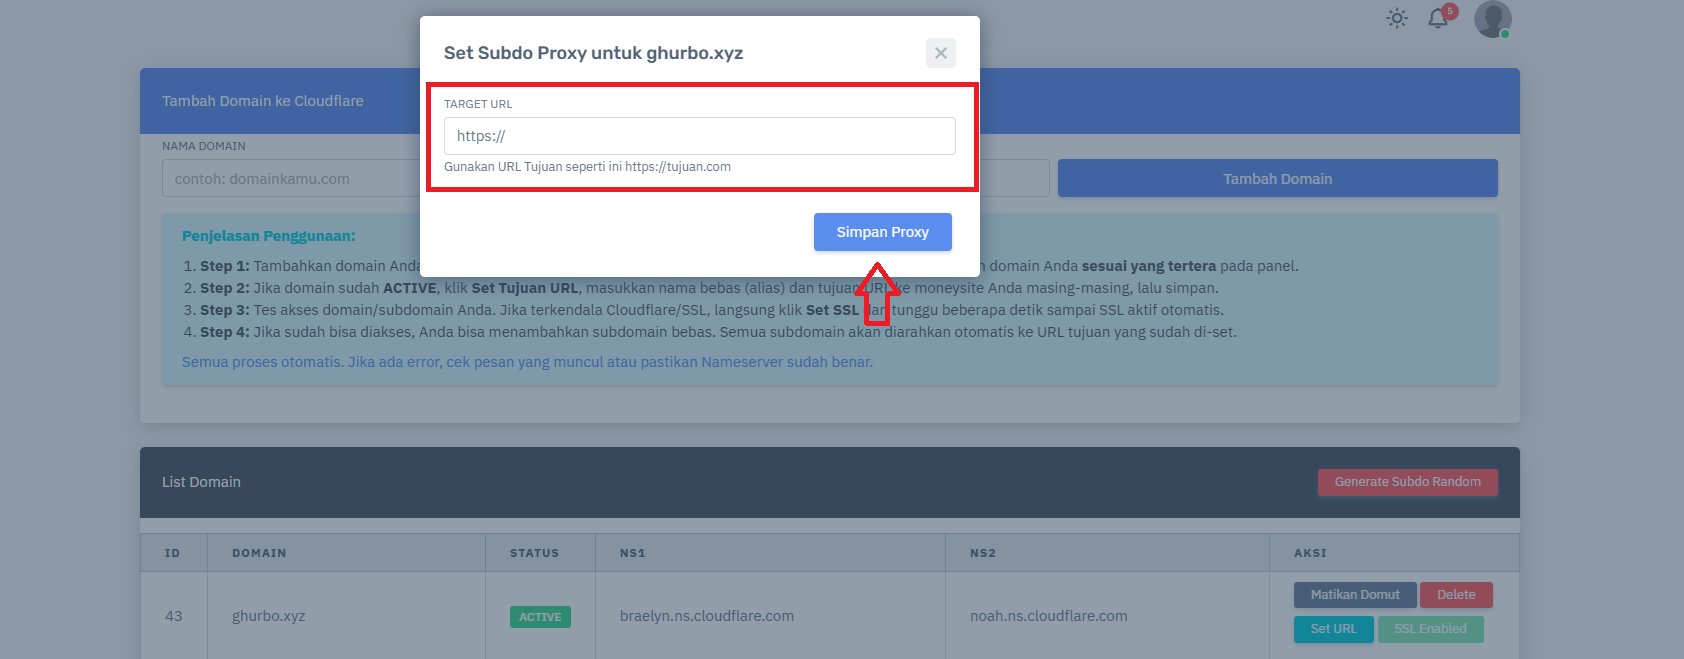 5
Set Subdo Proxy untuk ghurbo.xyz
TARGET URL
https://
Gunakan URL Tujuan seperti ini https://tujuan.com
Simpan Proxy
Tambah Domain ke Cloudflare
NAMA DOMAIN
contoh: domainkamu.com
Tambah Domain
Penjelasan Penggunaan:
1. Step 1: Tambahkan domain Anda domain Anda sesuai yang tertera pada panel.
2. Step 2: Jika domain sudah ACTIVE, klik Set Tujuan URL, masukkan nama bebas (alias) dan tujuan URL ke moneysite Anda masing-masing, lalu simpan.
3. Step 3: Tes akses domain/subdomain Anda. Jika terkendala Cloudflare/SSL, langsung klik Set SSL dan tunggu beberapa detik sampai SSL aktif otomatis.
4. Step 4: Jika sudah bisa diakses, Anda bisa menambahkan subdomain bebas. Semua subdomain akan diarahkan otomatis ke URL tujuan yang sudah di-set.
Semua proses otomatis. Jika ada error, cek pesan yang muncul atau pastikan Nameserver sudah benar.
List Domain
Generate Subdo Random
ID DOMAIN STATUS NS1 NS2 AKSI
43 ghurbo.xyz ACTIVE braelyn.ns.cloudflare.com noah.ns.cloudflare.com
Matikan Domut Delete
Set URL SSL Enabled